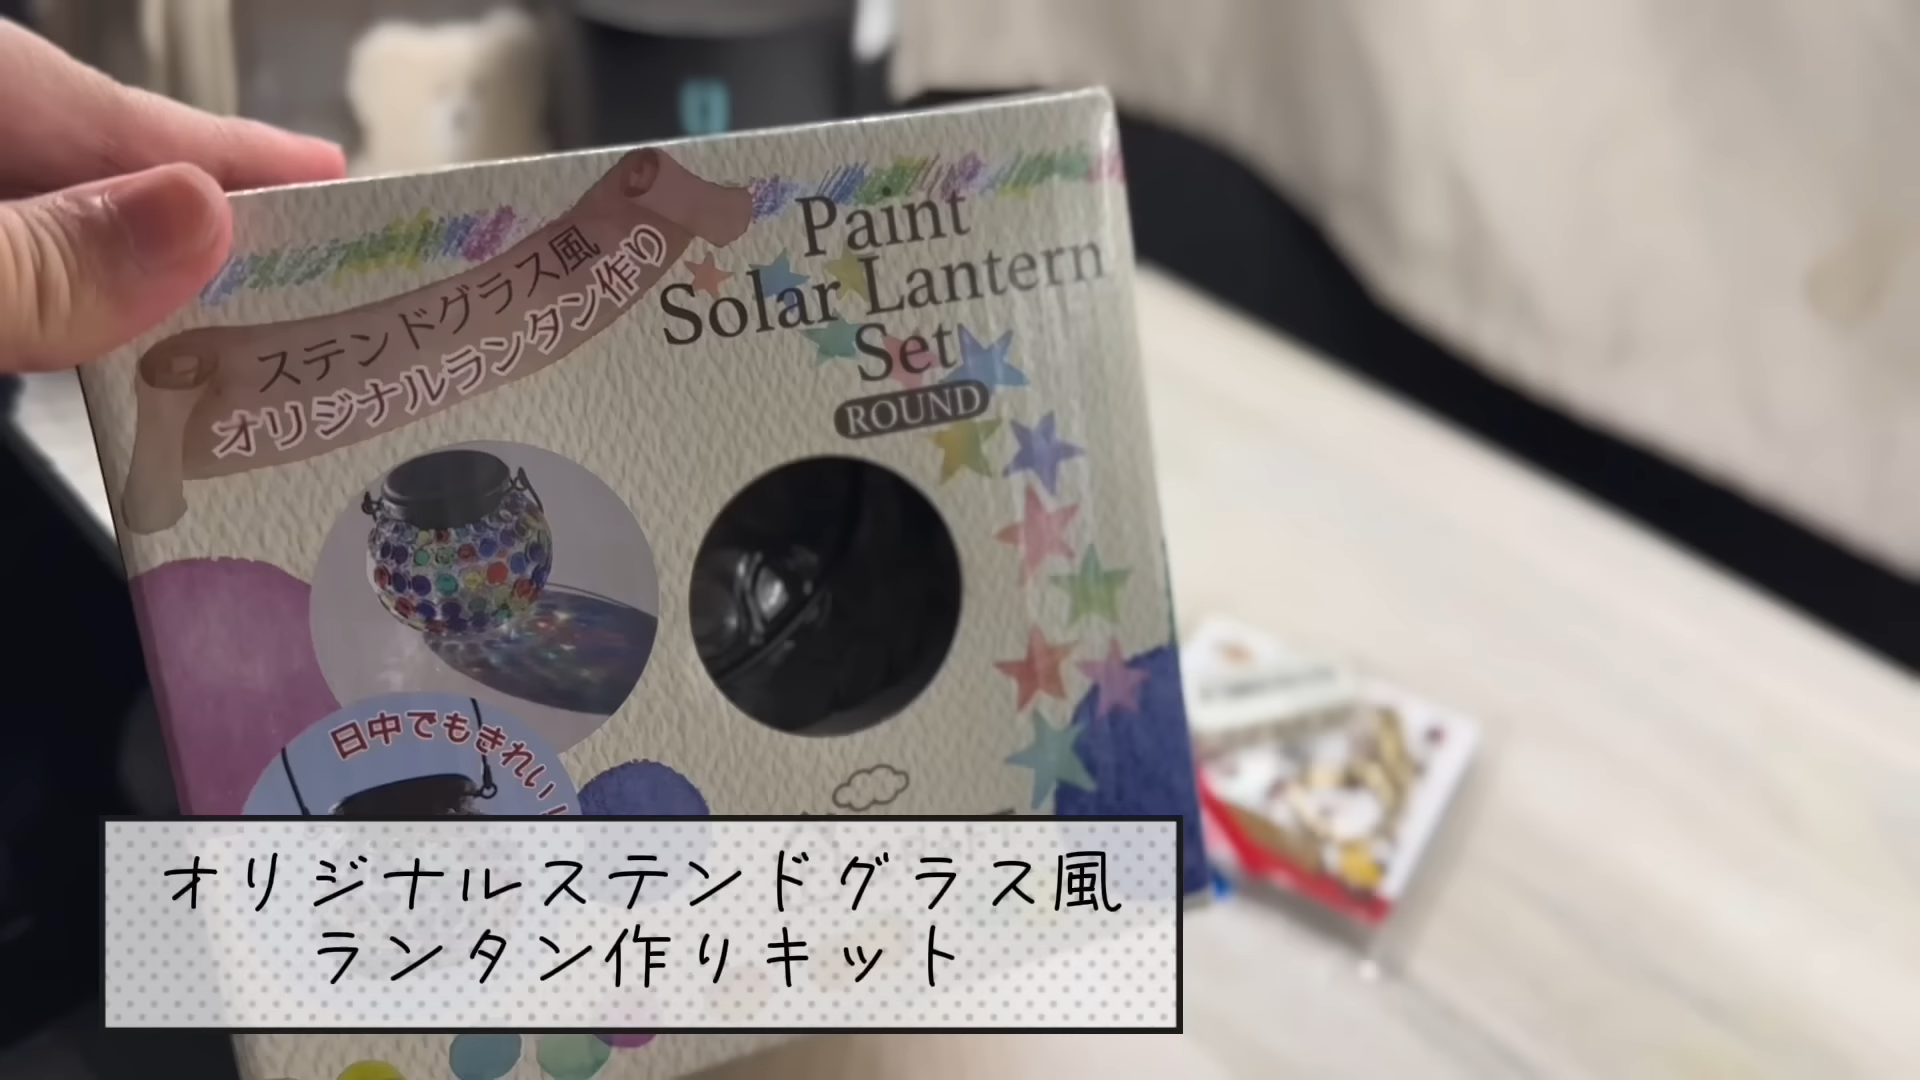 ステンドグラス風
オリジナルランタン作り
Paint
Solar Lantern
Set
ROUND
日中でもきれい!
オリジナルステンドグラス風
ランタン作りキット